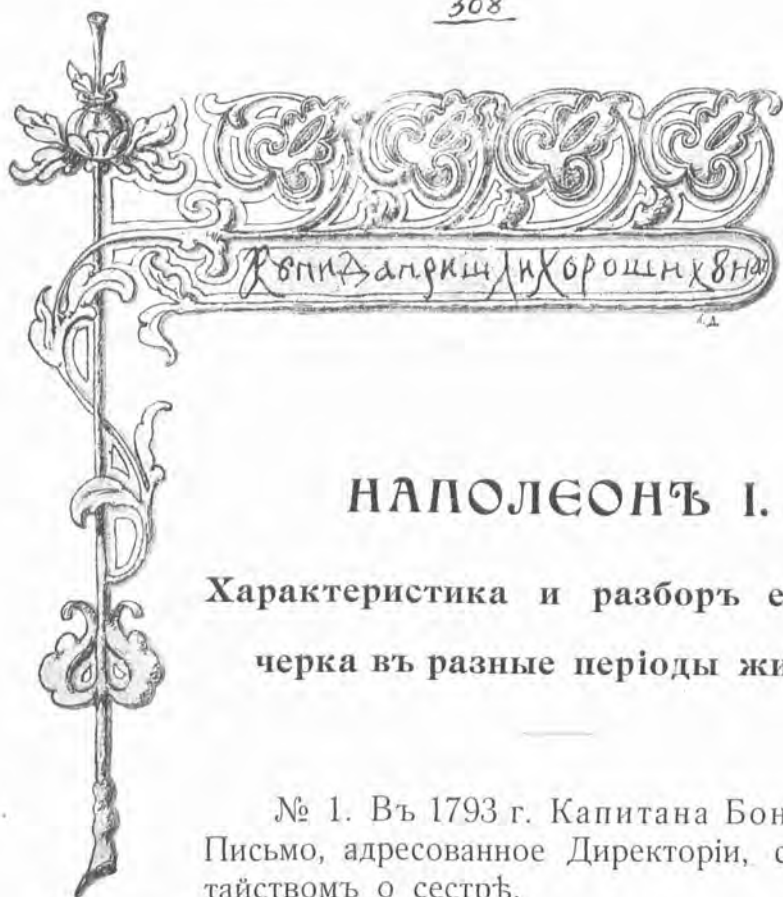 308
НАПОЛЕОНЪ I.
Характеристика и разборъ е
черка въ разные періоды жи
№ 1. Въ 1793 г. Капитана Бон
Письмо, адресованное Директоріи, с
тайствомъ о сестрѣ.